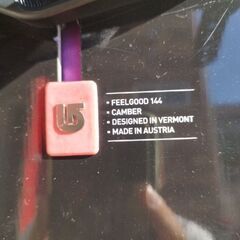 • FEELGOOD 144
• CAMBER
• DESIGNED IN VERMONT
• MADE IN AUSTRIA